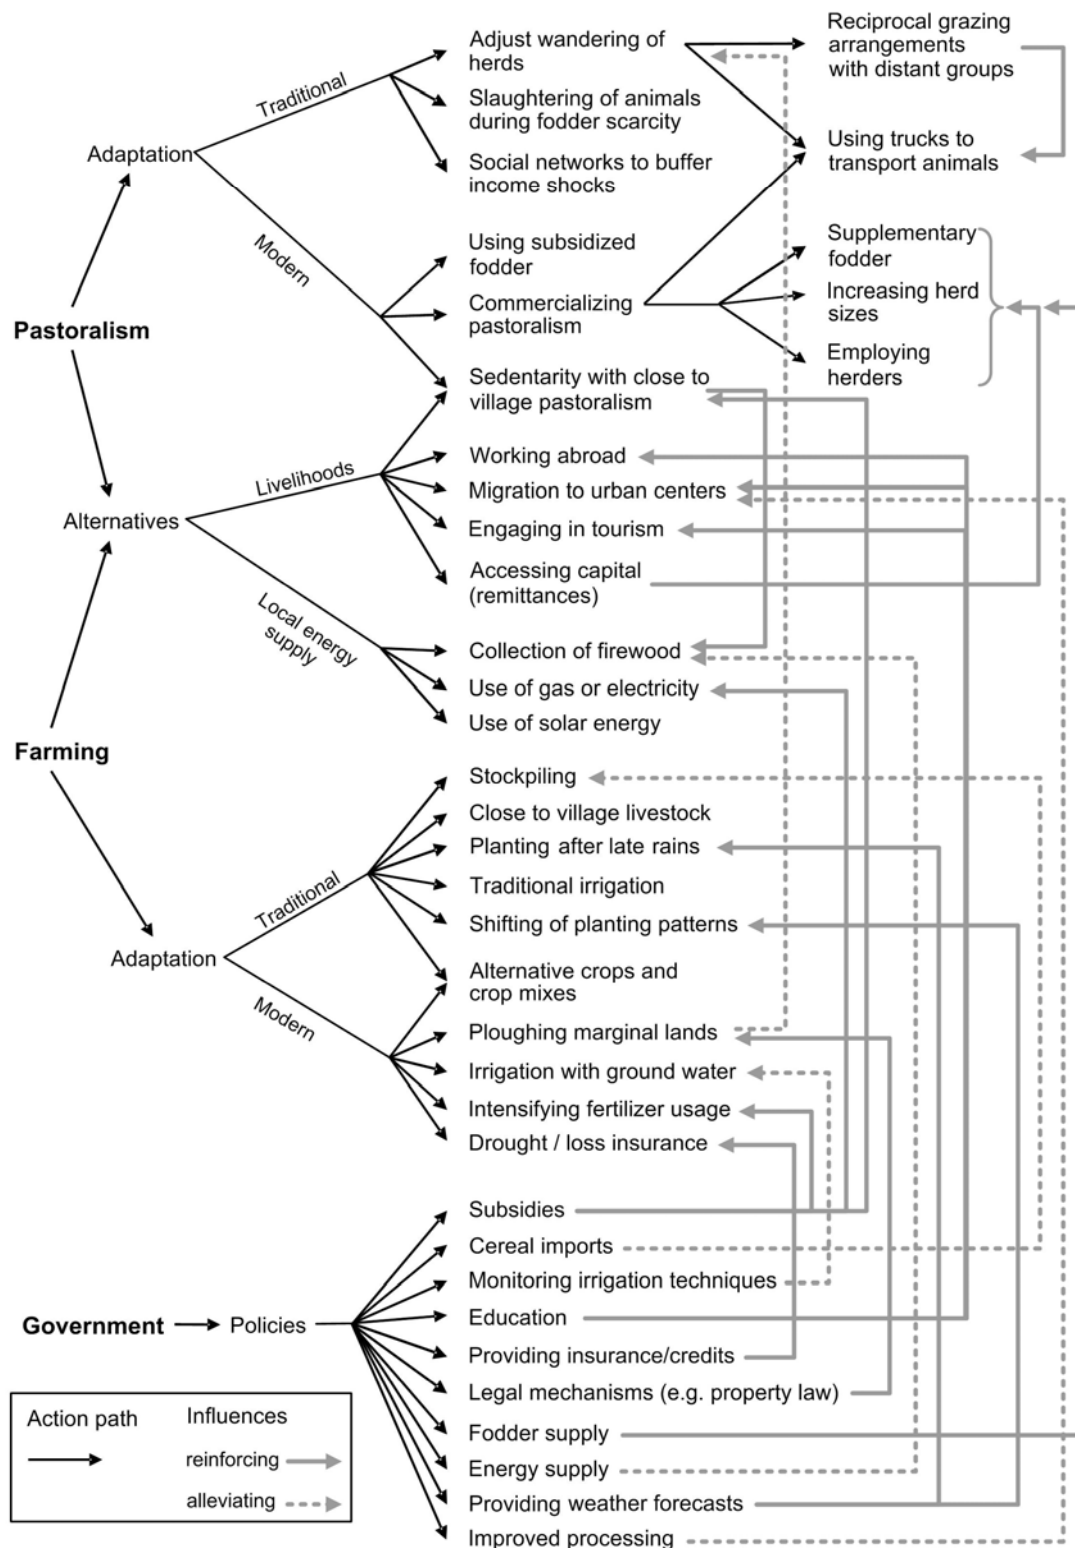 Adjust wandering of
herds
Reciprocal grazing
arrangements
with distant groups
Traditional
Slaughtering of animals
during fodder scarcity
Adaptation
Social networks to buffer
income shocks
Using trucks to
transport animals
Modern
Using subsidized
fodder
Supplementary
fodder
Commercializing
pastoralism
Increasing herd
sizes
Pastoralism
Employing
herders
Sedentarity with close to
village pastoralism
Livelihoods
Working abroad
Migration to urban centers
Alternatives
Engaging in tourism
Accessing capital
(remittances)
Local energy
supply
Collection of firewood
Use of gas or electricity
Use of solar energy
Farming
Stockpiling
Close to village livestock
Planting after late rains
Traditional
Traditional irrigation
Shifting of planting patterns
Adaptation
Alternative crops and
crop mixes
Modern
Ploughing marginal lands
Irrigation with ground water
Intensifying fertilizer usage
Drought / loss insurance
Subsidies
Cereal imports
Monitoring irrigation techniques
Government
Policies
Education
Providing insurance/credits
Legal mechanisms (e.g. property law)
Fodder supply
Energy supply
Providing weather forecasts
Improved processing
Action path
Influences
reinforcing
alleviating